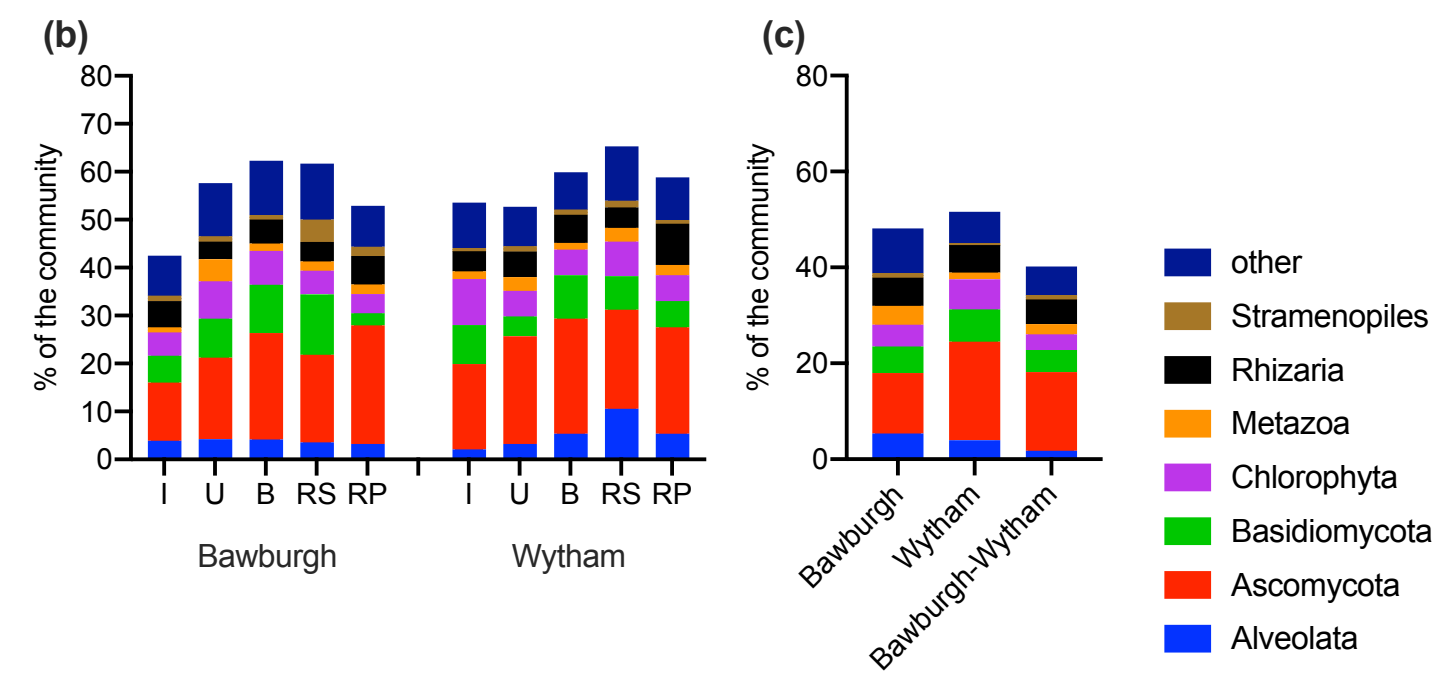 (b)
% of the community
80
70
60
50
40
30
20
10
0
I U B RS RP I U B RS RP
Bawburgh Wytham
(c)
% of the community
80
60
40
20
0
Bawburgh
Wytham
Bawburgh-Wytham
other
Stramenopiles
Rhizaria
Metazoa
Chlorophyta
Basidiomycota
Ascomycota
Alveolata